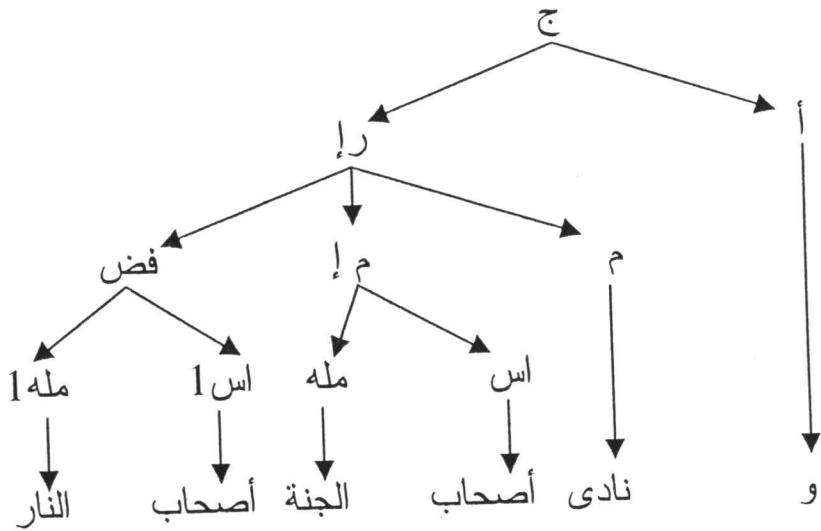 ج
أ
رإ
م م إ فض
اس مله اس1 مله1
و نادى أصحاب الجنة أصحاب النار